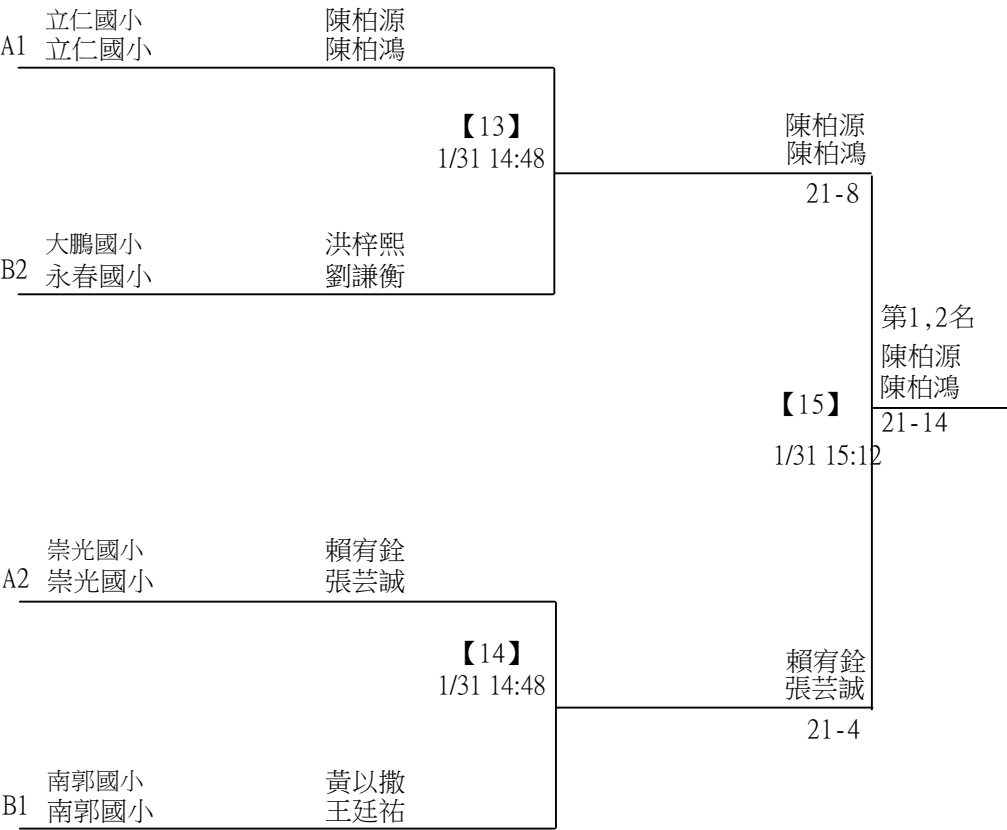 立仁國小 陳柏源
A1 立仁國小 陳柏鴻
【13】
1/31 14:48
陳柏源
陳柏鴻
21-8
大鵬國小 洪梓熙
B2 永春國小 劉謙衡
第1,2名
陳柏源
陳柏鴻
【15】
21-14
1/31 15:12
崇光國小 賴宥銓
A2 崇光國小 張芸誠
【14】
1/31 14:48
賴宥銓
張芸誠
21-4
南郭國小 黃以撒
B1 南郭國小 王廷祐